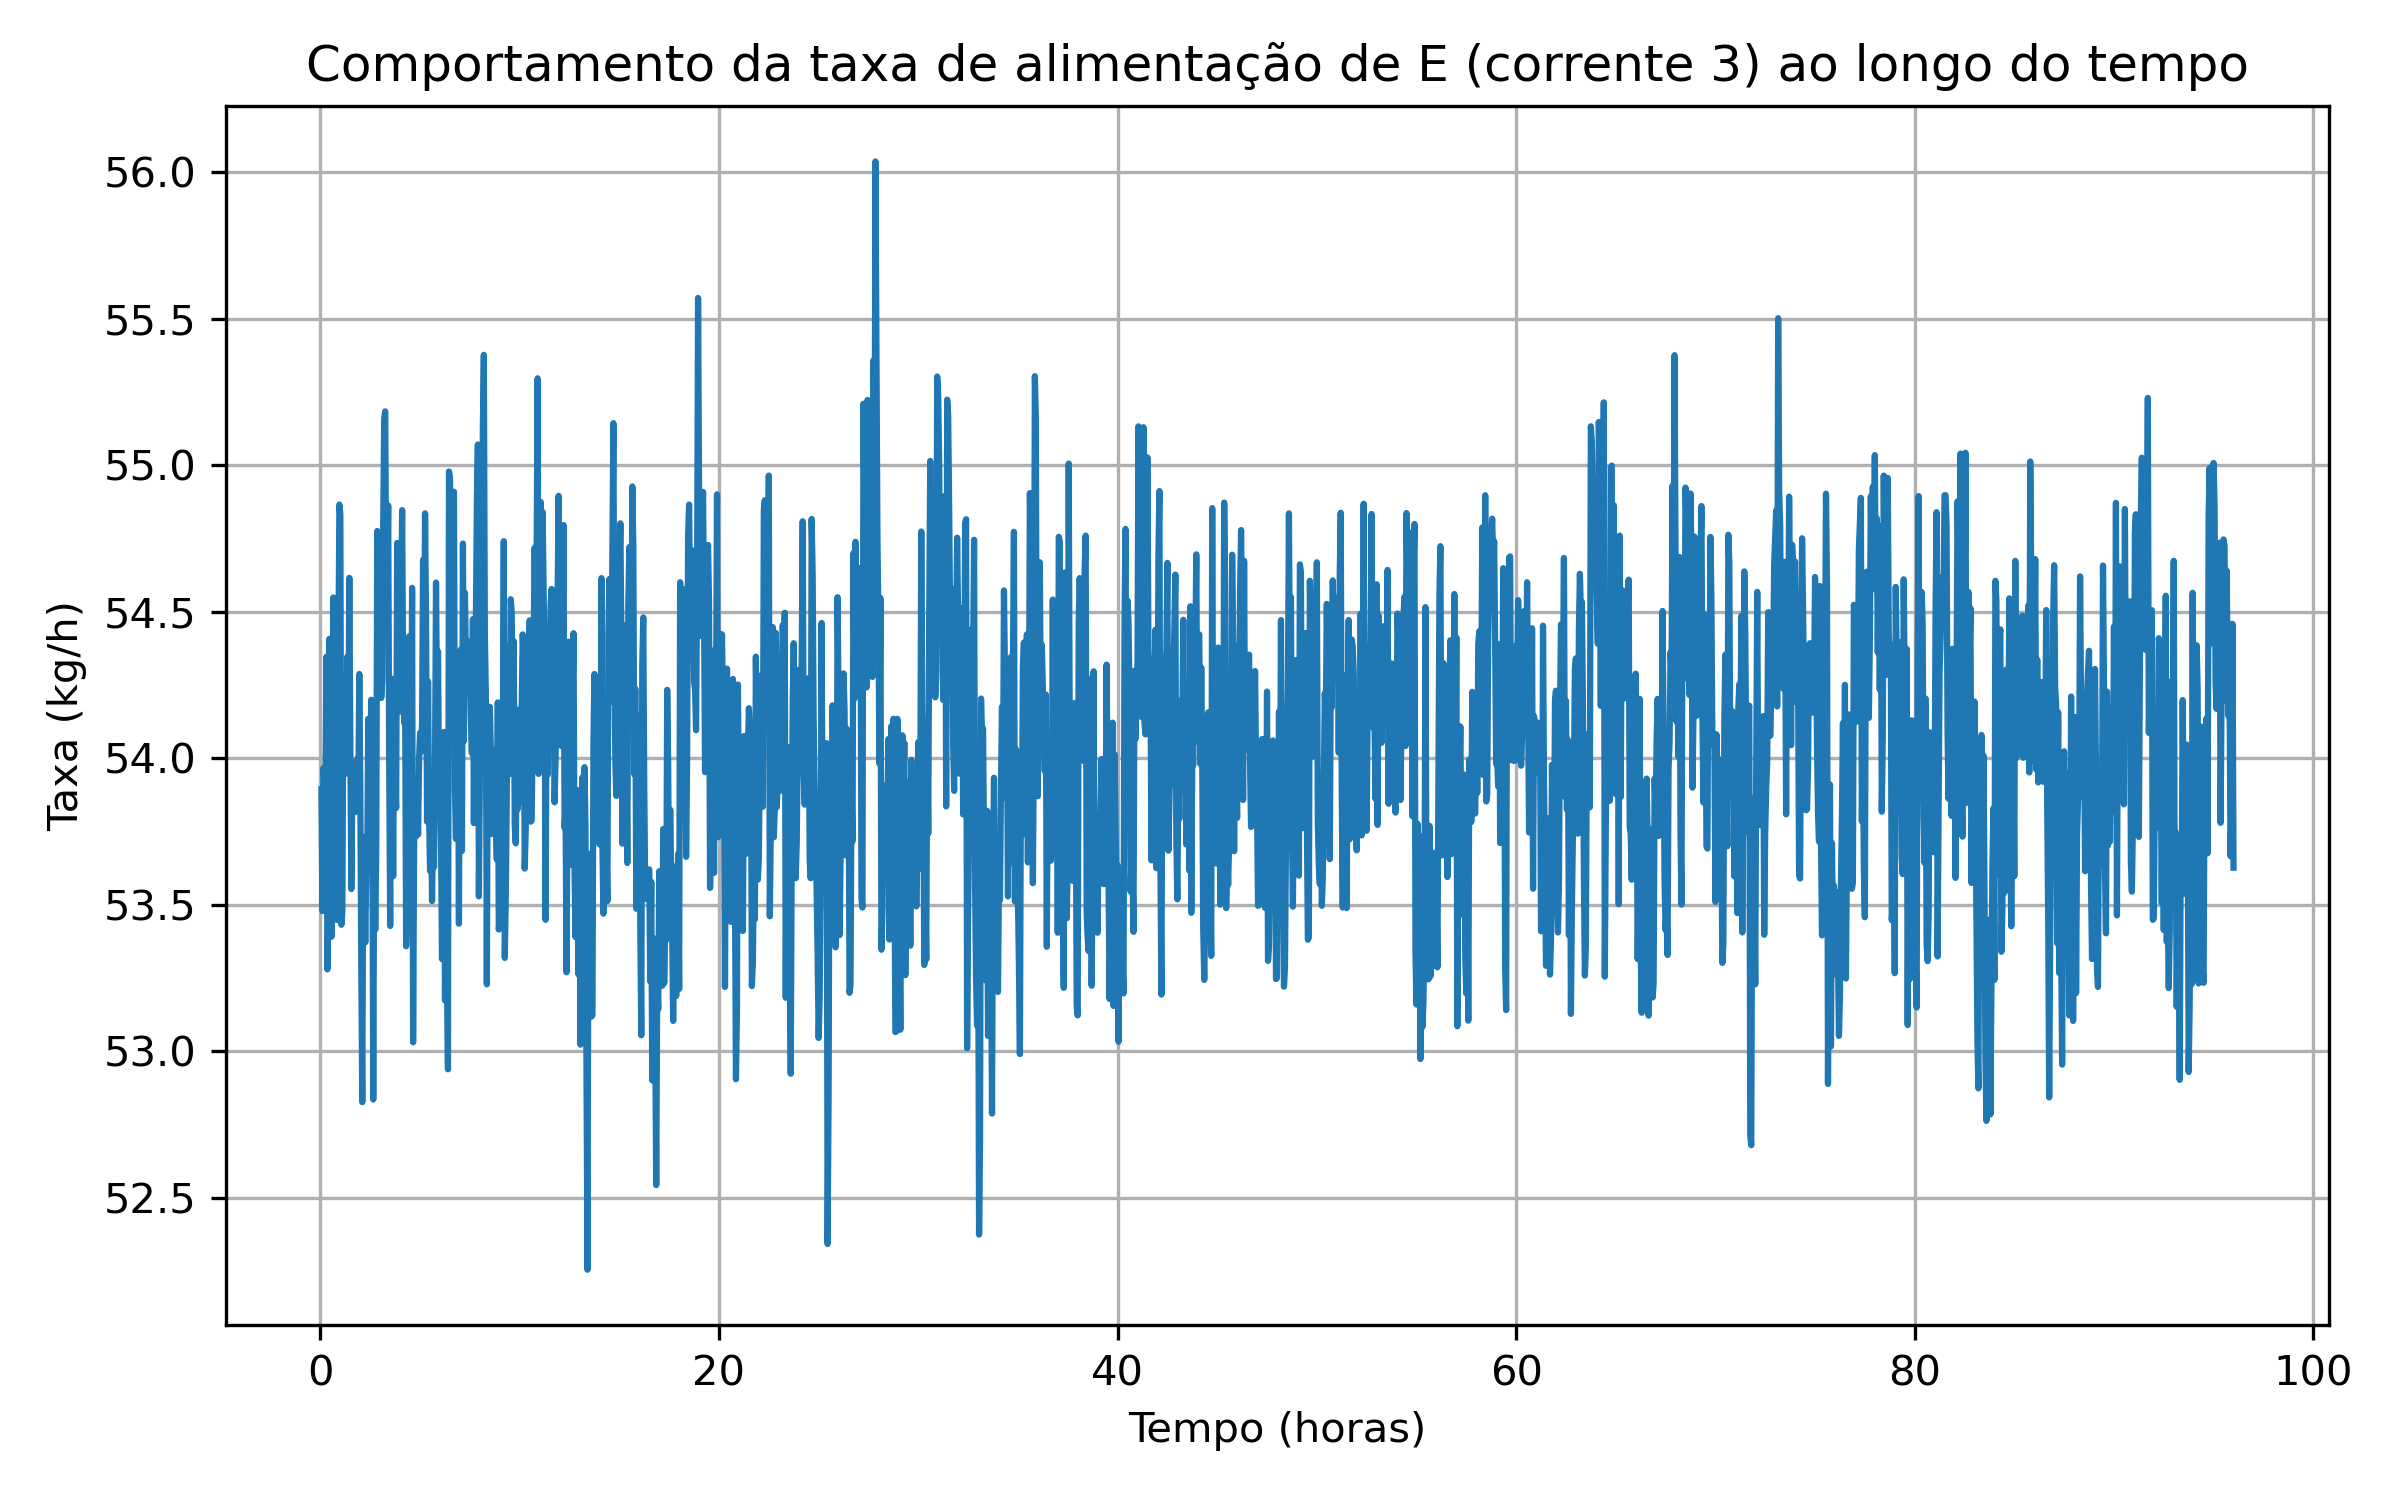 Comportamento da taxa de alimentação de E (corrente 3) ao longo do tempo
56.0
55.5
55.0
54.5
54.0
53.5
53.0
52.5
Taxa (kg/h)
0 20 40 60 80 100
Tempo (horas)